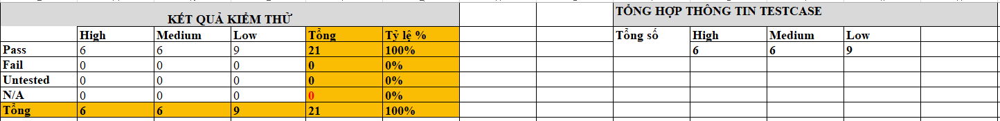 KẾT QUẢ KIỂM THỬ
High Medium Low Tổng Tỷ lệ %
Pass 6 6 9 21 100%
Fail 0 0 0 0 0%
Untested 0 0 0 0 0%
N/A 0 0 0 0 0%
Tổng 6 6 9 21 100%
TỔNG HỢP THÔNG TIN TESTCASE
Tổng số High Medium Low
6 6 9